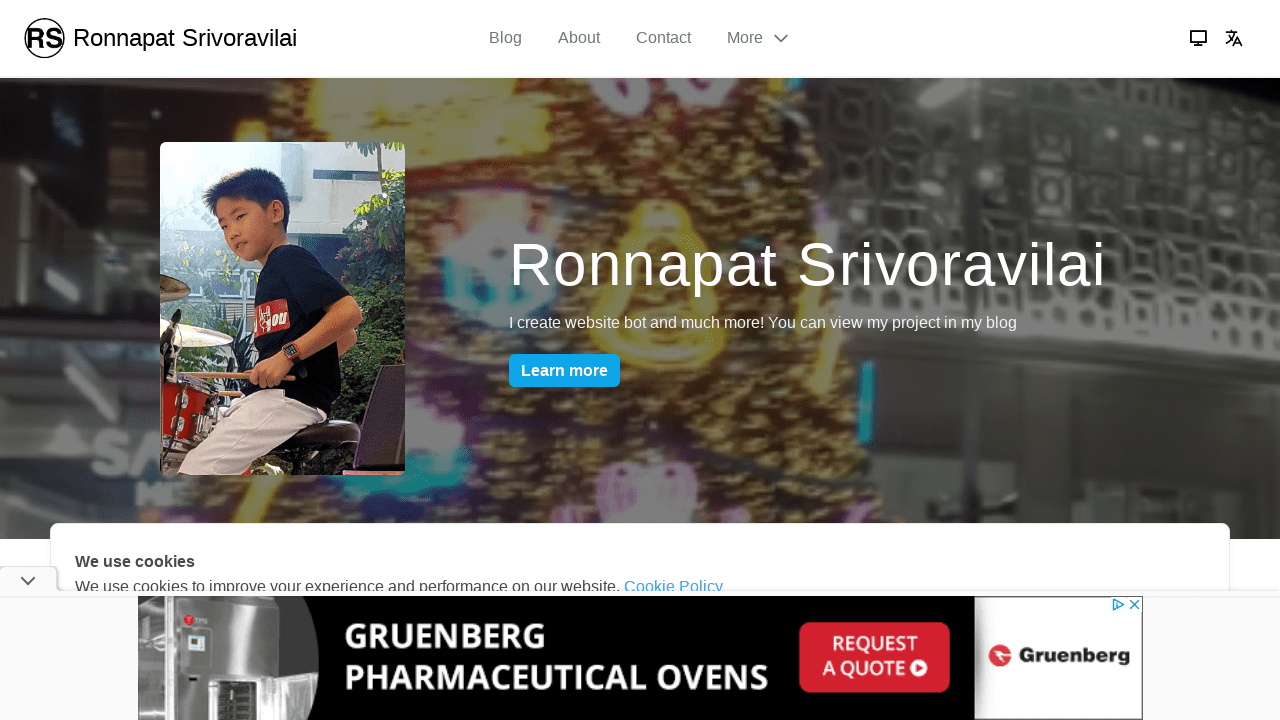 RS Ronnapat Srivoravilai
Blog
About
Contact
More
Ronnapat Srivoravilai
I create website bot and much more! You can view my project in my blog
Learn more
We use cookies
We use cookies to improve your experience and performance on our website. Cookie Policy
GRUENBERG
PHARMACEUTICAL OVENS
REQUEST
A QUOTE
Gruenberg